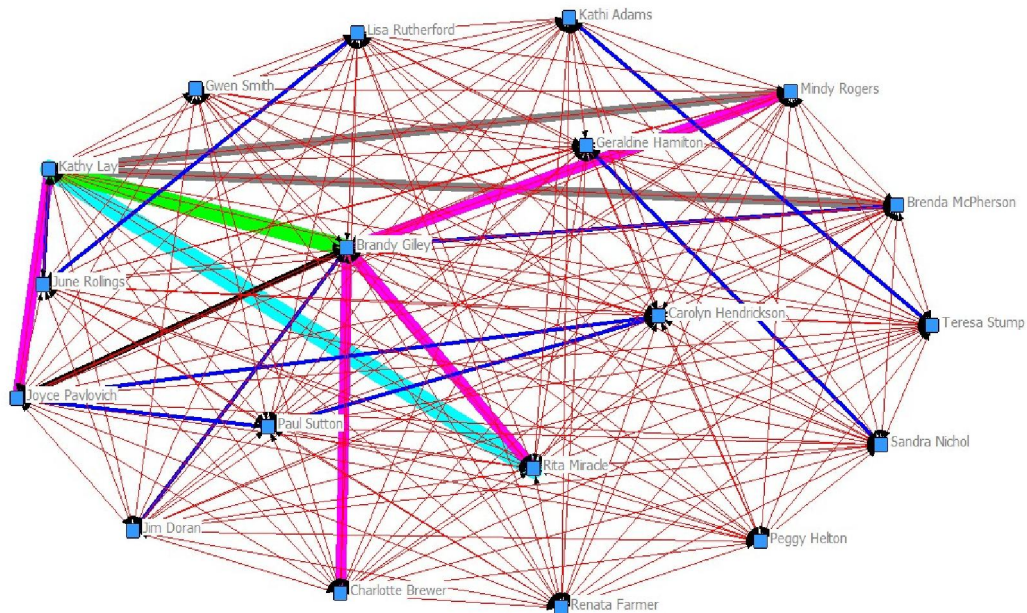 Kathi Adams
Lisa Rutherford
Gwen Smith
Mindy Rogers
Geraldine Hamilton
Kathy Lay
Brenda McPherson
Brandy Gilley
June Rollings
Carolyn Hendrickson
Teresa Stump
Joyce Pavlovich
Paul Sutton
Sandra Nichol
Rita Miracle
Jim Doran
Peggy Helton
Charlotte Brewer
Renata Farmer